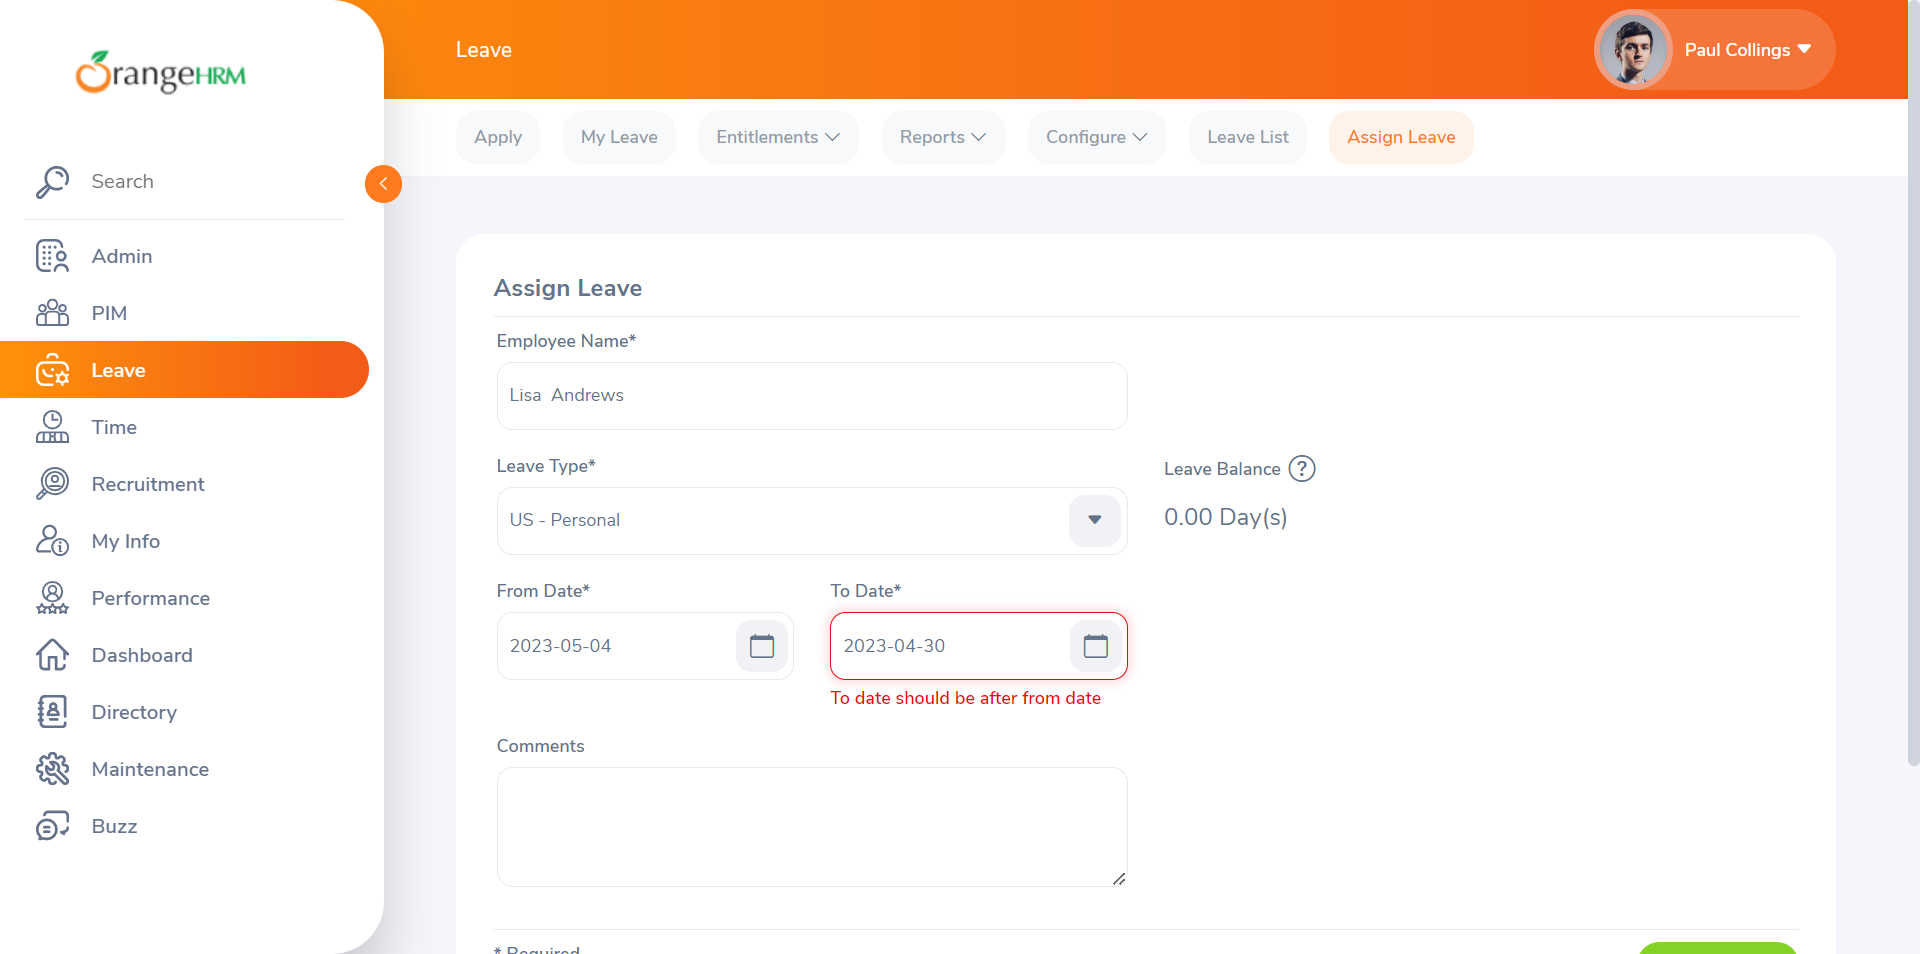 OrangeHRM
Leave
Paul Collings
Apply
My Leave
Entitlements
Reports
Configure
Leave List
Assign Leave
Search
Admin
PIM
Leave
Time
Recruitment
My Info
Performance
Dashboard
Directory
Maintenance
Buzz
Assign Leave
Employee Name*
Lisa  Andrews
Leave Type*
US - Personal
Leave Balance ?
0.00 Day(s)
From Date*
2023-05-04
To Date*
2023-04-30
To date should be after from date
Comments
* Required